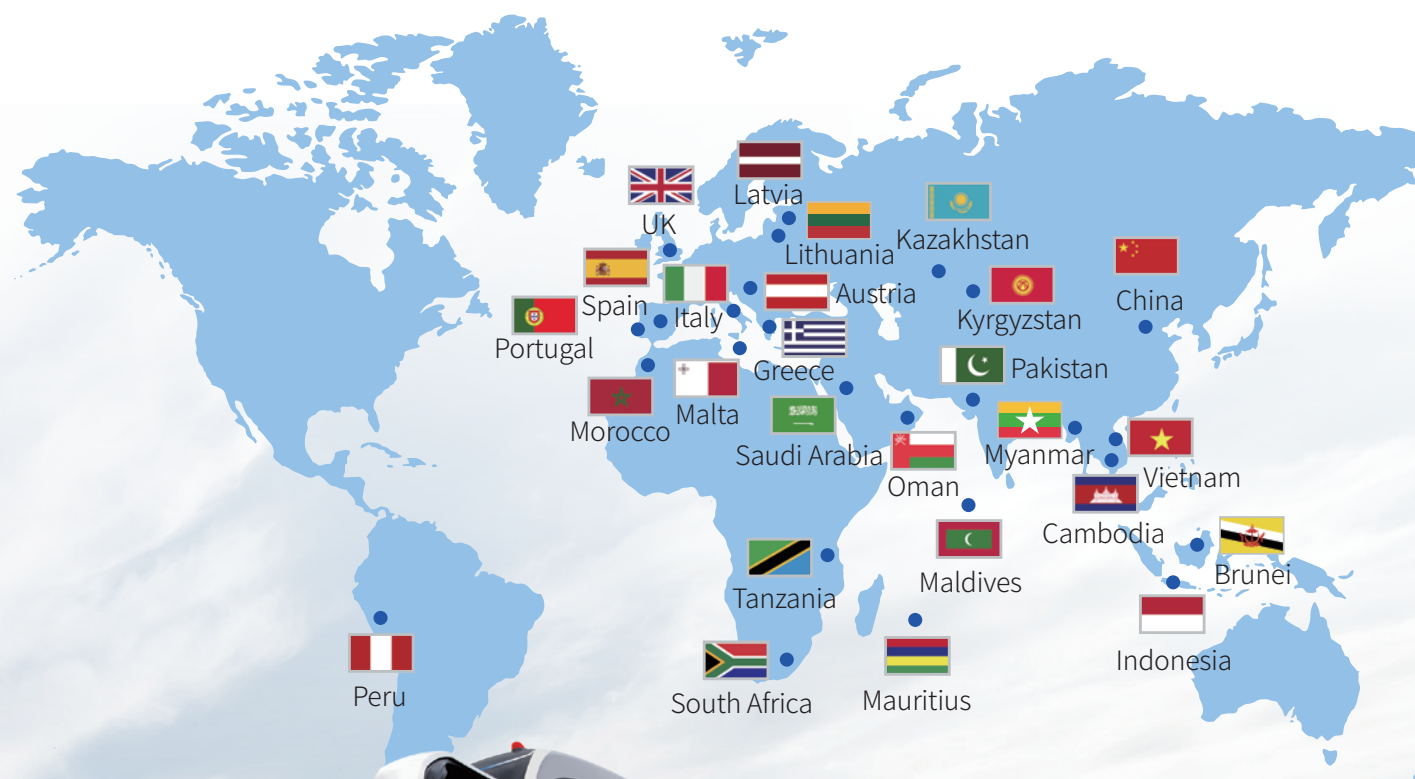 Latvia
UK
Lithuania
Kazakhstan
Spain
Italy
Austria
China
Kyrgyzstan
Portugal
Greece
Pakistan
Malta
Morocco
Saudi Arabia
Myanmar
Vietnam
Oman
Cambodia
Maldives
Brunei
Tanzania
Indonesia
Peru
South Africa
Mauritius